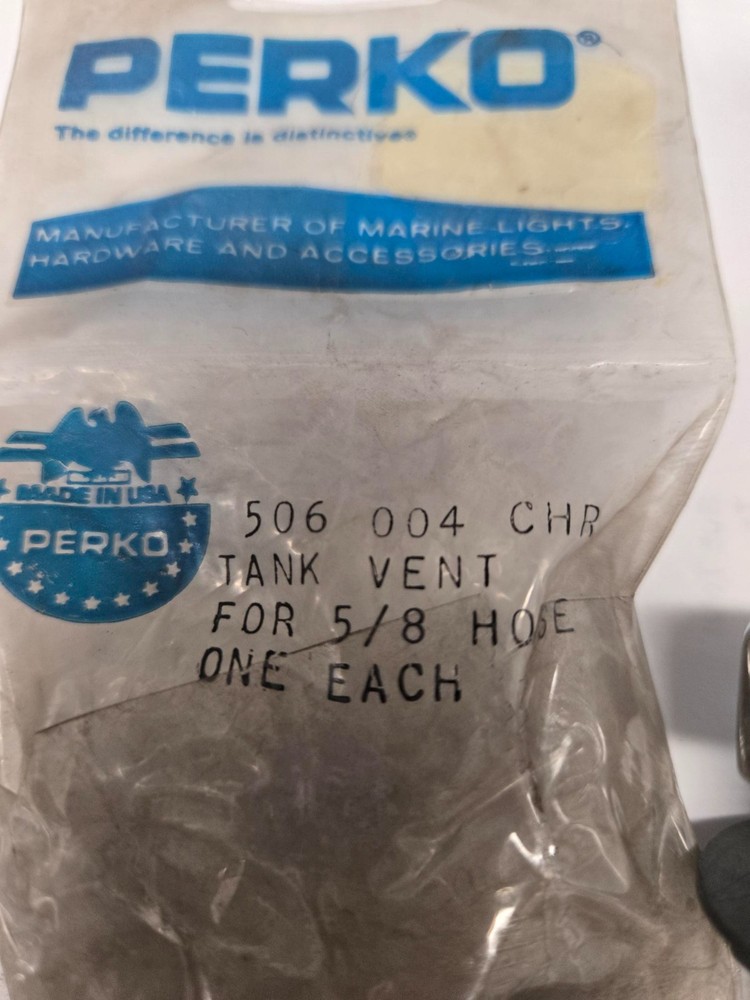 PERKO®
The difference is distinctive®
MANUFACTURER OF MARINE LIGHTS,
HARDWARE AND ACCESSORIES.
MADE IN USA
PERKO
506 004 CHR
TANK VENT
FOR 5/8 HOSE
ONE EACH